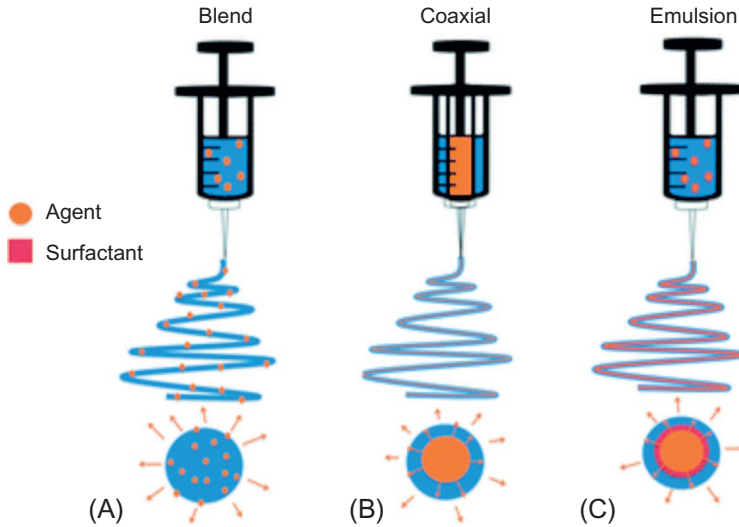 Blend
Coaxial
Emulsion
Agent
Surfactant
(A)
(B)
(C)